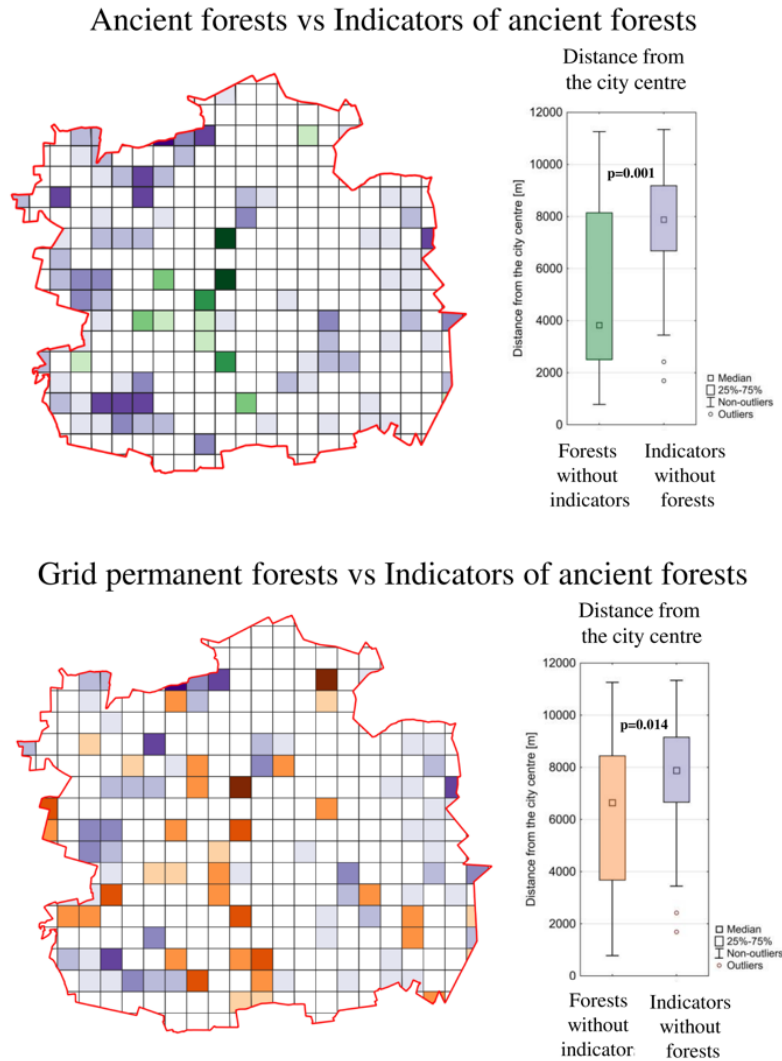 Ancient forests vs Indicators of ancient forests
Distance from
the city centre
12000
10000
8000
6000
4000
2000
0
Distance from the city centre [m]
p=0.001
Median
25%-75%
Non-outliers
Outliers
Forests
without
indicators
Indicators
without
forests
Grid permanent forests vs Indicators of ancient forests
Distance from
the city centre
12000
10000
8000
6000
4000
2000
0
Distance from the city centre [m]
p=0.014
Median
25%-75%
Non-outliers
Outliers
Forests
without
indicator
Indicators
without
forests